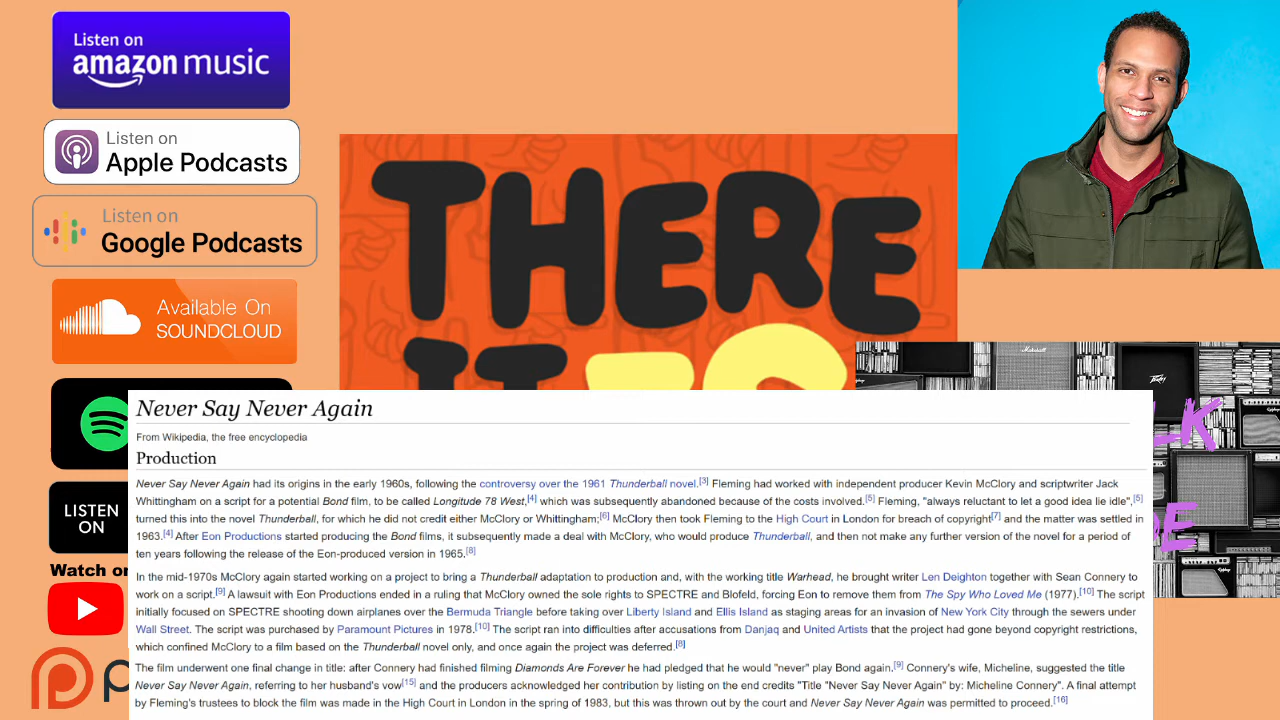 Listen on
amazon music
Listen on
Apple Podcasts
Listen on
Google Podcasts
Available On
SOUNDCLOUD
LISTEN
ON
Watch on
P
THERE
IT IS
Marshall
Peavey
LK
DE
Never Say Never Again
From Wikipedia, the free encyclopedia
Production
Never Say Never Again had its origins in the early 1960s, following the controversy over the 1961 Thunderball novel.[3] Fleming had worked with independent producer Kevin McClory and scriptwriter Jack
Whittingham on a script for a potential Bond film, to be called Longitude 78 West,[4] which was subsequently abandoned because of the costs involved.[5] Fleming, "always reluctant to let a good idea lie idle",[5]
turned this into the novel Thunderball, for which he did not credit either McClory or Whittingham;[6] McClory then took Fleming to the High Court in London for breach of copyright[7] and the matter was settled in
1963.[4] After Eon Productions started producing the Bond films, it subsequently made a deal with McClory, who would produce Thunderball, and then not make any further version of the novel for a period of
ten years following the release of the Eon-produced version in 1965.[8]
In the mid-1970s McClory again started working on a project to bring a Thunderball adaptation to production and, with the working title Warhead, he brought writer Len Deighton together with Sean Connery to
work on a script.[9] A lawsuit with Eon Productions ended in a ruling that McClory owned the sole rights to SPECTRE and Blofeld, forcing Eon to remove them from The Spy Who Loved Me (1977).[10] The script
initially focused on SPECTRE shooting down airplanes over the Bermuda Triangle before taking over Liberty Island and Ellis Island as staging areas for an invasion of New York City through the sewers under
Wall Street. The script was purchased by Paramount Pictures in 1978.[10] The script ran into difficulties after accusations from Danjaq and United Artists that the project had gone beyond copyright restrictions,
which confined McClory to a film based on the Thunderball novel only, and once again the project was deferred.[8]
The film underwent one final change in title: after Connery had finished filming Diamonds Are Forever he had pledged that he would "never" play Bond again.[9] Connery's wife, Micheline, suggested the title
Never Say Never Again, referring to her husband's vow[15] and the producers acknowledged her contribution by listing on the end credits "Title "Never Say Never Again" by: Micheline Connery". A final attempt
by Fleming's trustees to block the film was made in the High Court in London in the spring of 1983, but this was thrown out by the court and Never Say Never Again was permitted to proceed.[16]